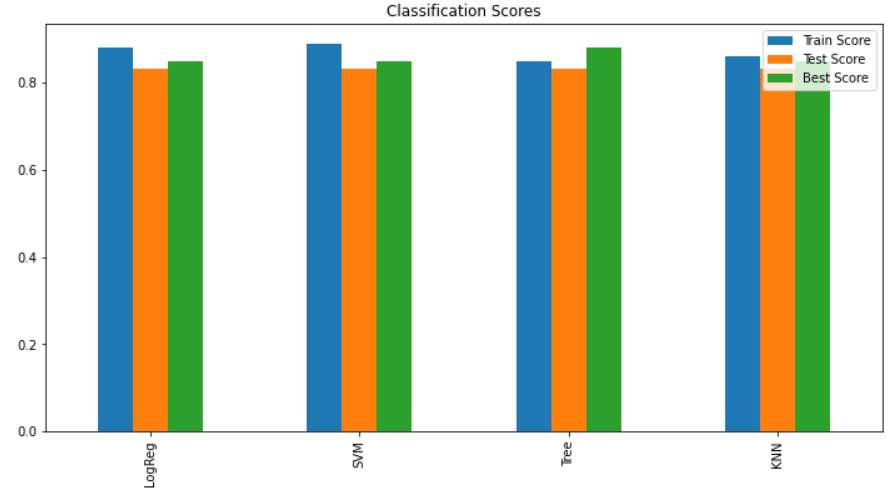 Classification Scores
Train Score
Test Score
Best Score
0.8
0.6
0.4
0.2
0.0
LogReg
SVM
Tree
KNN